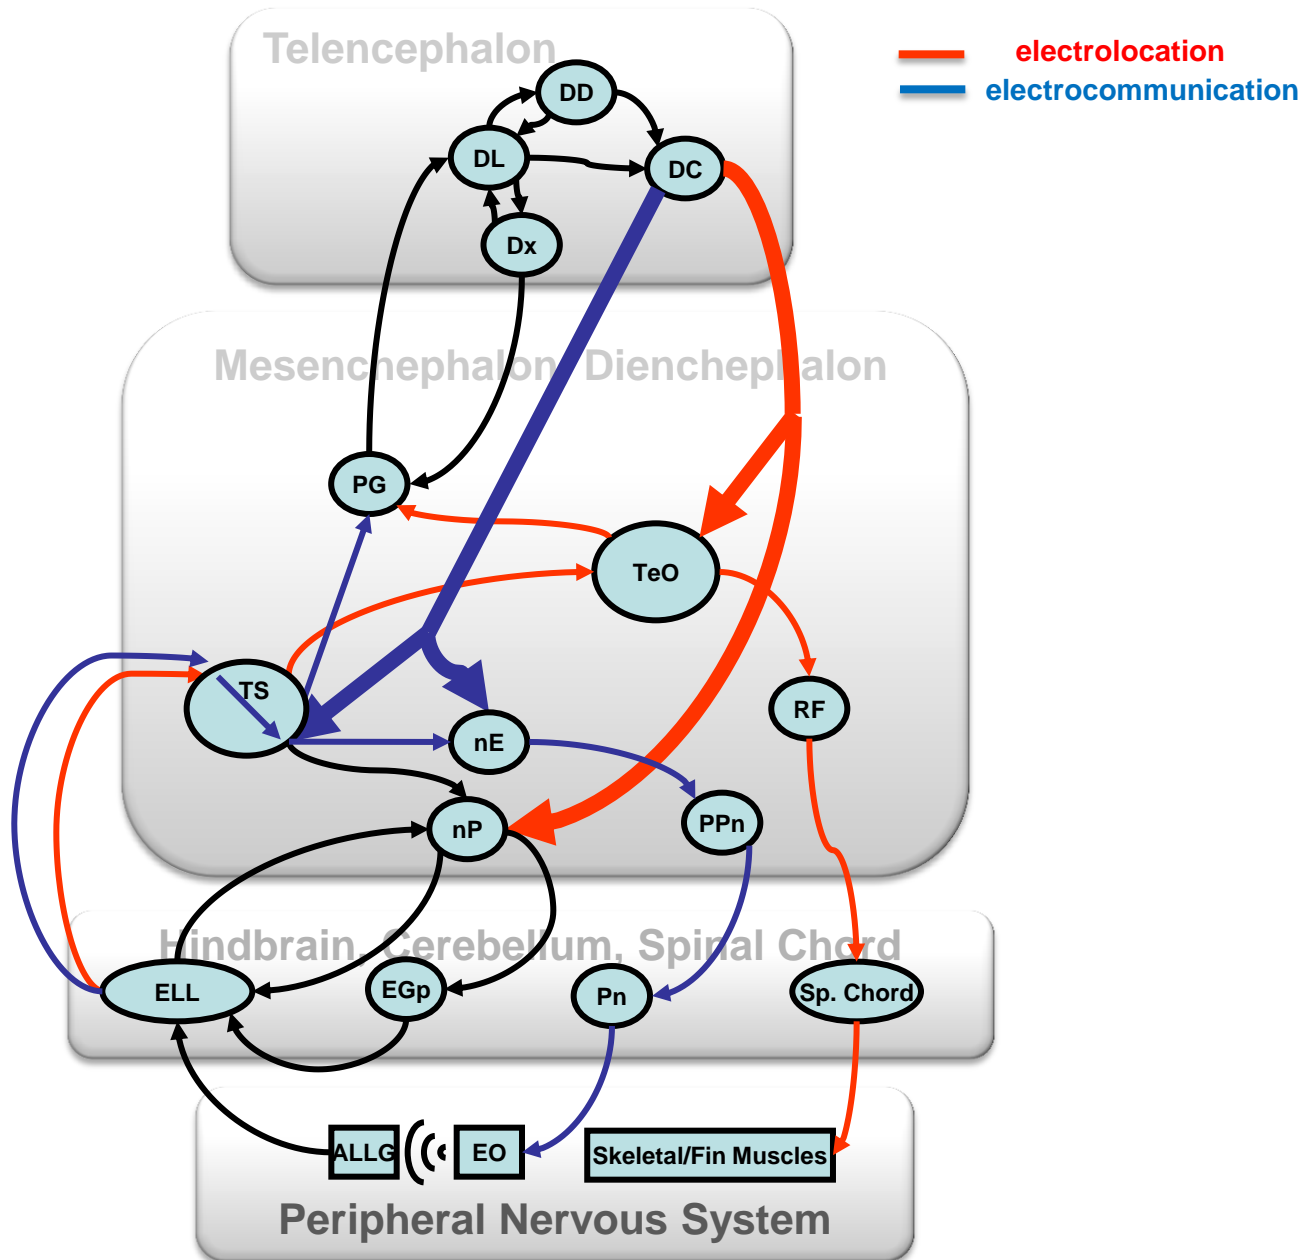 Telencephalon
electrolocation
electrocommunication
DD
DL
DC
Dx
Mesenchephalon, Dienchephalon
PG
TeO
TS
RF
nE
PPn
nP
Hindbrain, Cerebellum, Spinal Chord
ELL
EGp
Pn
Sp. Chord
ALLG
EO
Skeletal/Fin Muscles
Peripheral Nervous System